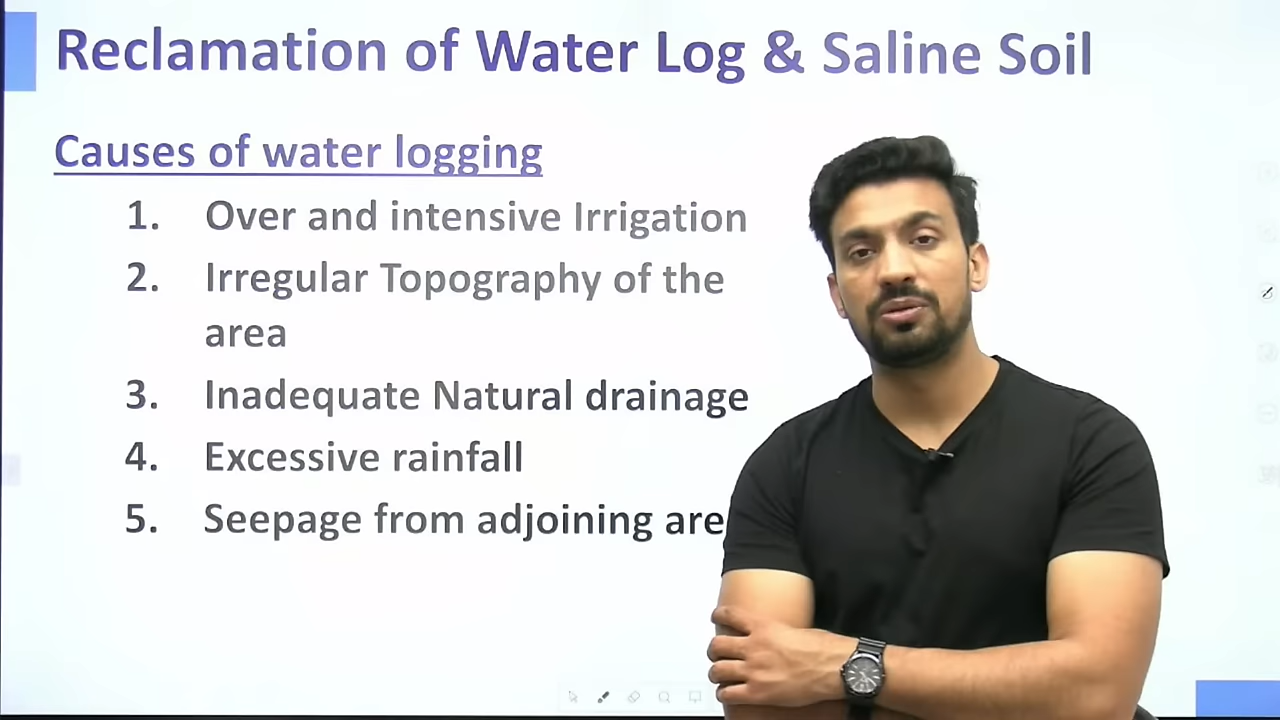 Reclamation of Water Log & Saline Soil
Causes of water logging
1. Over and intensive Irrigation
2. Irregular Topography of the
area
3. Inadequate Natural drainage
4. Excessive rainfall
5. Seepage from adjoining are